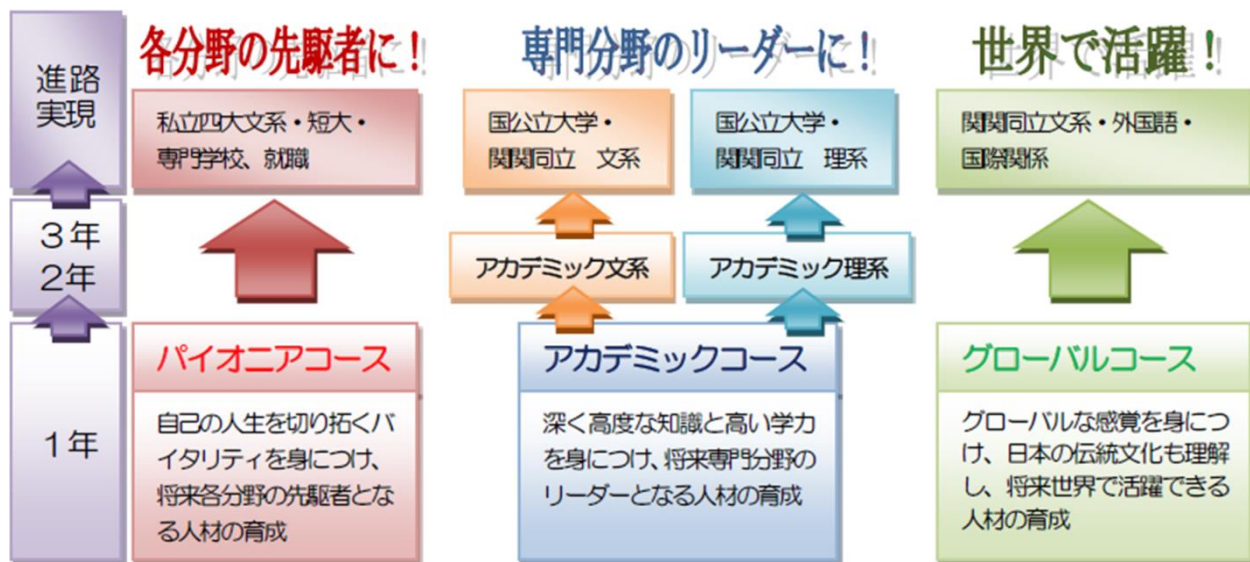 進路
実現
3年
2年
1年
各分野の先駆者に！
私立四大文系・短大・
専門学校、就職
パイオニアコース
自己の人生を切り拓くバ
イタリティを身につけ、
将来各分野の先駆者とな
る人材の育成
専門分野のリーダーに！
国公立大学・
関関同立　文系
国公立大学・
関関同立　理系
アカデミック文系
アカデミック理系
アカデミックコース
深く高度な知識と高い学力
を身につけ、将来専門分野の
リーダーとなる人材の育成
世界で活躍！
関関同立文系・外国語・
国際関係
グローバルコース
グローバルな感覚を身につ
け、日本の伝統文化も理解
し、将来世界で活躍できる
人材の育成